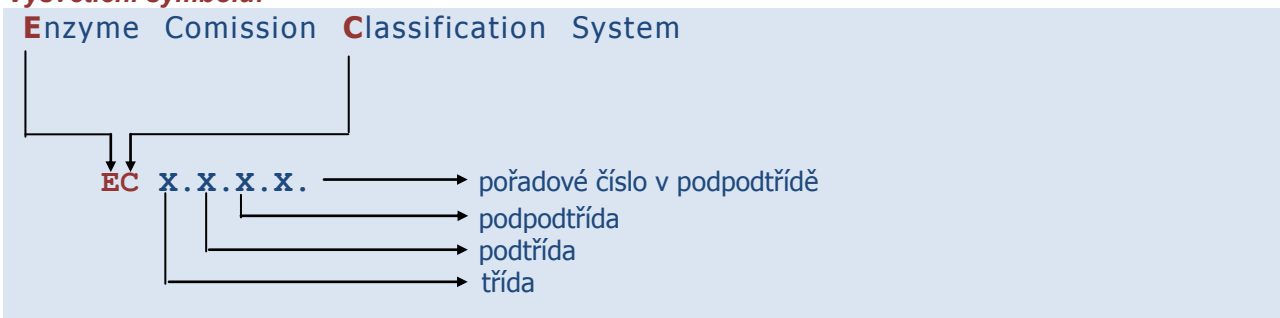 Enzyme Comission Classification System
EC X.X.X.X. pořadové číslo v podpodtřídě
podpodtřída
podtřída
třída